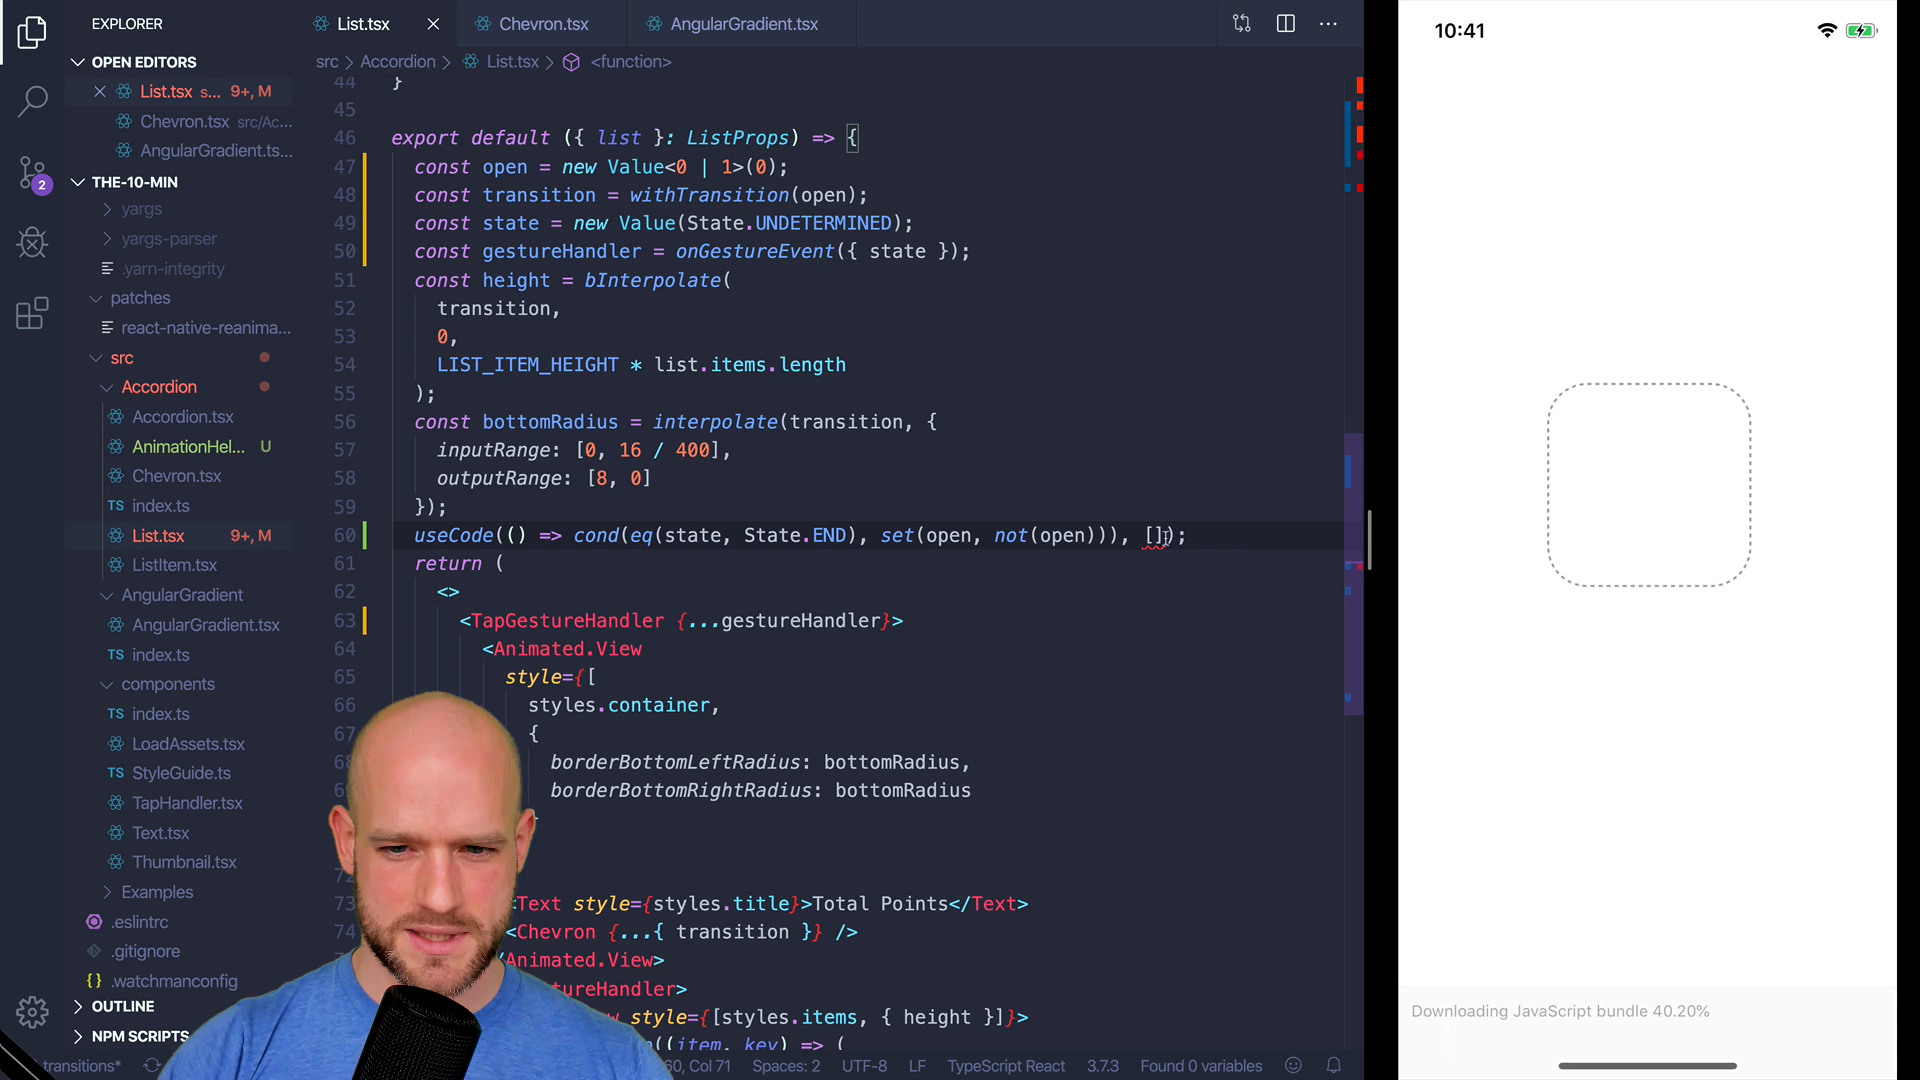 EXPLORER
OPEN EDITORS
List.tsx s... 9+, M
Chevron.tsx src/Ac...
AngularGradient.ts...
THE-10-MIN
yargs
yargs-parser
.yarn-integrity
patches
react-native-reanima...
src
Accordion
Accordion.tsx
AnimationHel... U
Chevron.tsx
TS index.ts
List.tsx 9+, M
ListItem.tsx
AngularGradient
AngularGradient.tsx
TS index.ts
components
TS index.ts
LoadAssets.tsx
TS StyleGuide.ts
TapHandler.tsx
Text.tsx
Thumbnail.tsx
Examples
.eslintrc
.gitignore
{} .watchmanconfig
OUTLINE
NPM SCRIPTS
2
List.tsx
Chevron.tsx
AngularGradient.tsx
src > Accordion > List.tsx > <function>
44 }
45
46 export default ({ list }: ListProps) => {
47 const open = new Value<0 | 1>(0);
48 const transition = withTransition(open);
49 const state = new Value(State.UNDETERMINED);
50 const gestureHandler = onGestureEvent({ state });
51 const height = bInterpolate(
52 transition,
53 0,
54 LIST_ITEM_HEIGHT * list.items.length
55 );
56 const bottomRadius = interpolate(transition, {
57 inputRange: [0, 16 / 400],
58 outputRange: [8, 0]
59 });
60 useCode(() => cond(eq(state, State.END), set(open, not(open))), []);
61 return (
62 <>
63 <TapGestureHandler {...gestureHandler}>
64 <Animated.View
65 style={[
66 styles.container,
67 {
68 borderBottomLeftRadius: bottomRadius,
borderBottomRightRadius: bottomRadius
72
73 <Text style={styles.title}>Total Points</Text>
74 <Chevron {...{ transition }} />
/Animated.View>
tureHandler>
style={[styles.items, { height }]}>
((item, key) => (
transitions*
60, Col 71 Spaces: 2 UTF-8 LF TypeScript React 3.7.3 Found 0 variables
10:41
Downloading JavaScript bundle 40.20%